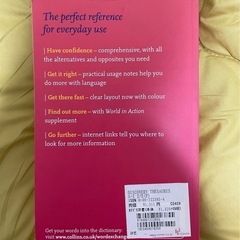 The perfect reference
for everyday use
| Have confidence – comprehensive, with all
the alternatives and opposites you need
| Get it right – practical usage notes help you
do more with language
| Get there fast – clear layout now with colour
| Find out more – with World in Action
supplement
| Go further – internet links tell you where to
look for more information
Get your words into the dictionary:
visit www.collins.co.uk/wordexchange
DISCOVERY THESAURUS